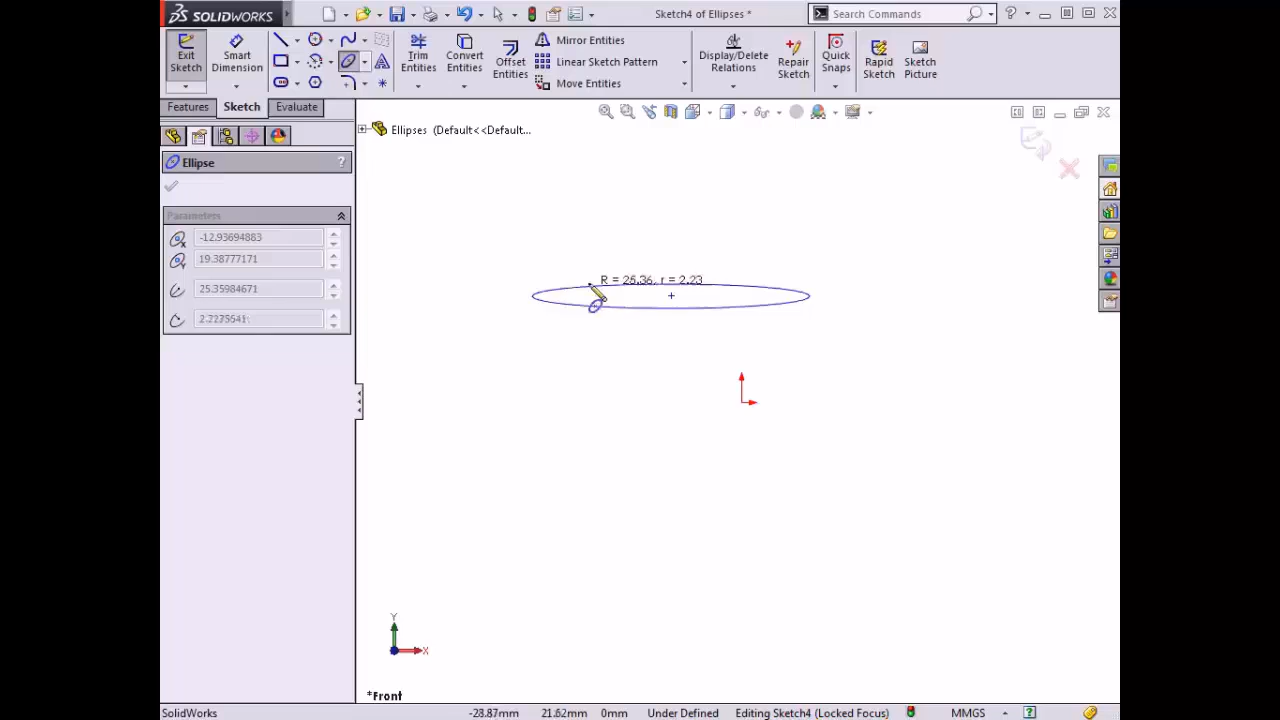 SOLIDWORKS
Sketch4 of Ellipses *
Search Commands
Exit Sketch
Smart Dimension
Trim Entities
Convert Entities
Offset Entities
Mirror Entities
Linear Sketch Pattern
Move Entities
Display/Delete Relations
Repair Sketch
Quick Snaps
Rapid Sketch
Sketch Picture
Features
Sketch
Evaluate
Ellipses (Default<<Default...
Ellipse
?
Parameters
-12.93694883
19.38777171
25.35984671
R = 25.36, r = 2.23
Y
X
*Front
SolidWorks
-28.87mm
21.62mm
0mm
Under Defined
Editing Sketch4 (Locked Focus)
MMGS